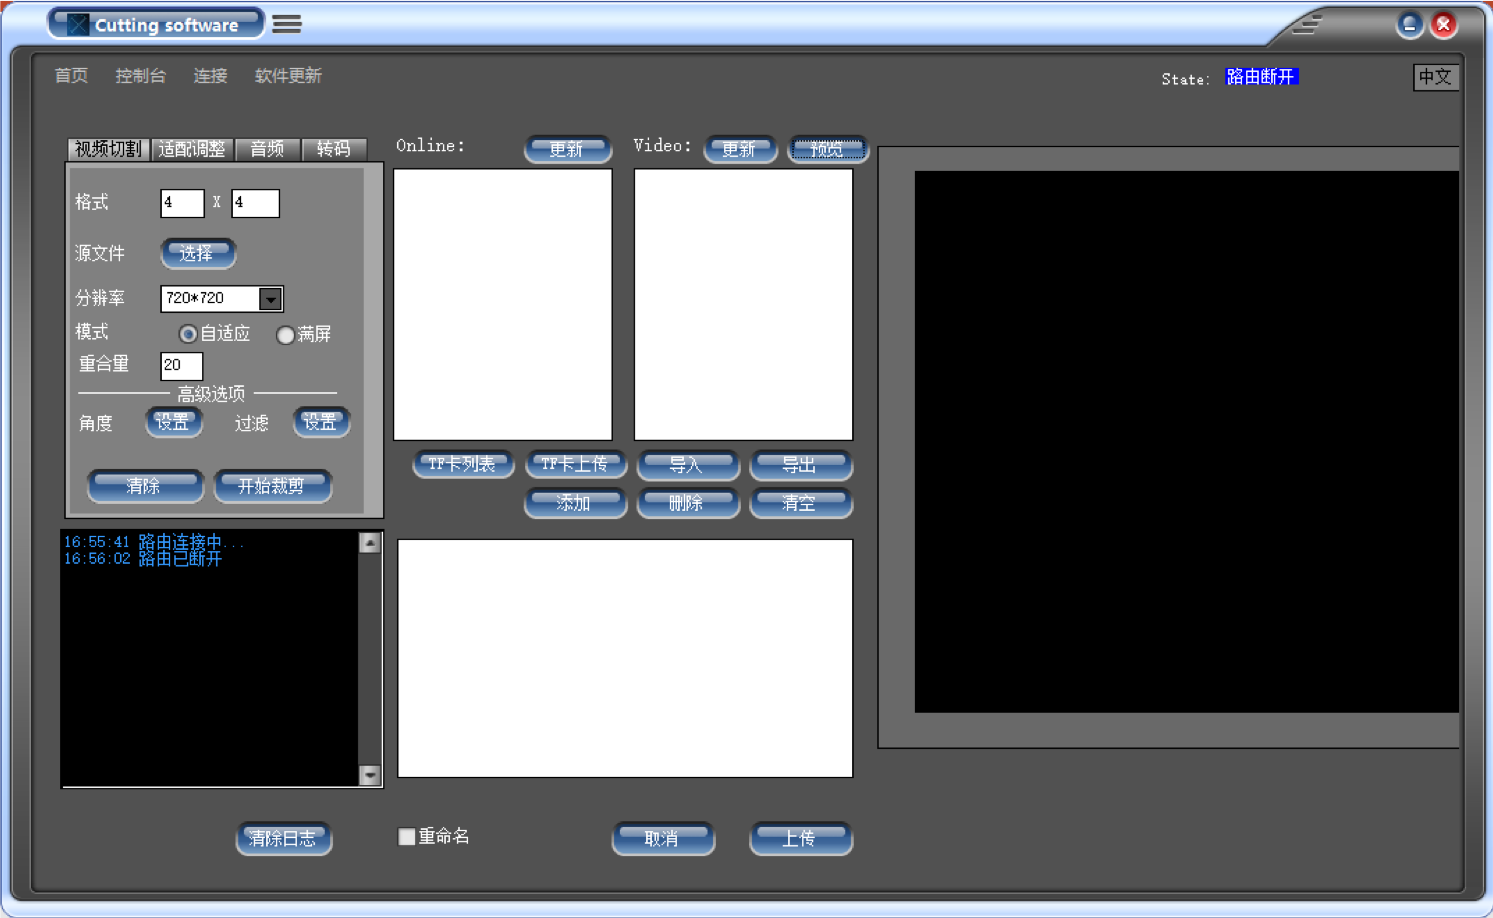 Cutting software
首页 控制台 连接 软件更新
State: 路由断开 中文
视频切割 适配调整 音频 转码
Online: 更新 Video: 更新 预览
格式 4 X 4
源文件 选择
分辨率 720*720
模式 自适应 满屏
重合量 20
高级选项
角度 设置 过滤 设置
清除 开始裁剪
TF卡列表 TF卡上传 导入 导出
添加 删除 清空
16:55:41 路由连接中...
16:56:02 路由已断开
清除日志 重命名 取消 上传